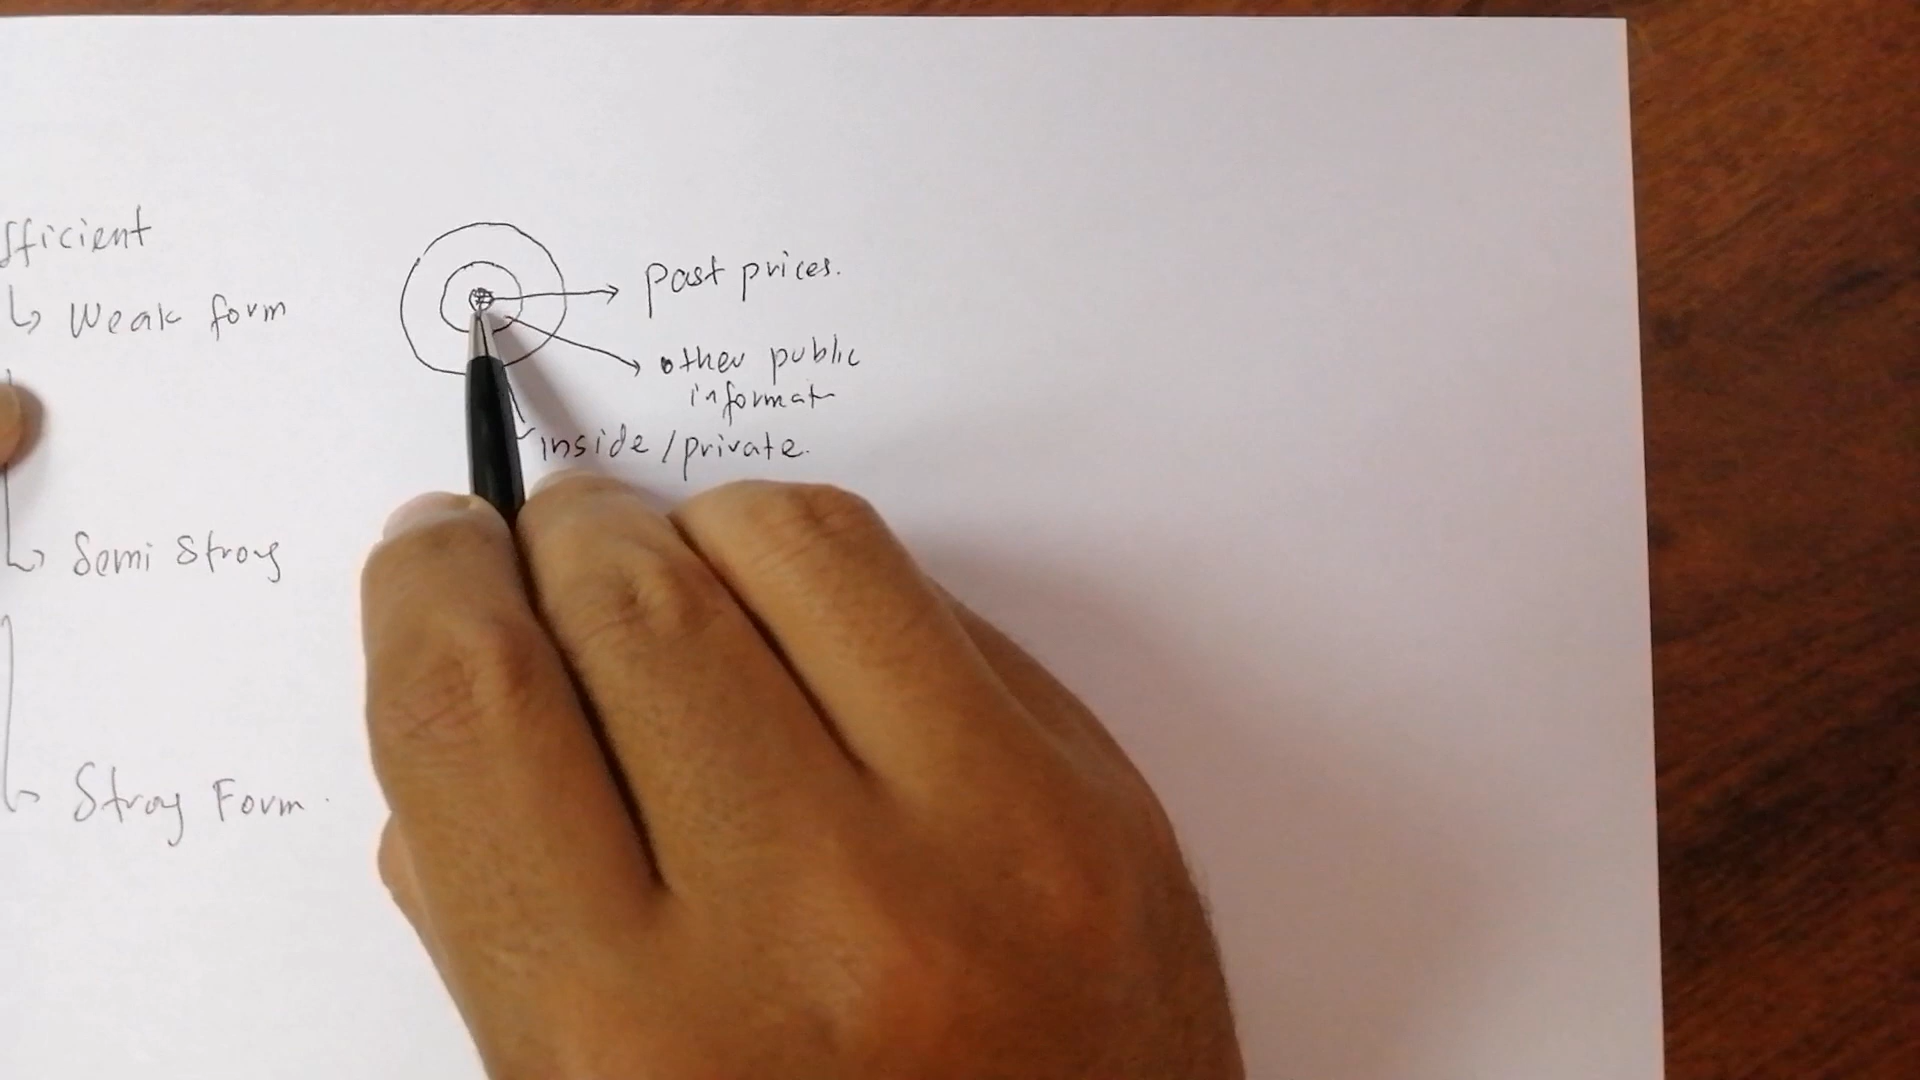 fficient
Weak form
Semi Strong
Strong Form.
past prices.
other public
informat
inside / private.